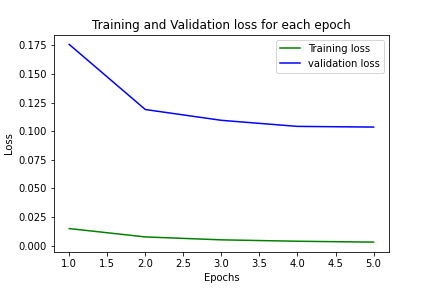 Training and Validation loss for each epoch
Training loss
validation loss
Loss
0.175
0.150
0.125
0.100
0.075
0.050
0.025
0.000
1.0 1.5 2.0 2.5 3.0 3.5 4.0 4.5 5.0
Epochs